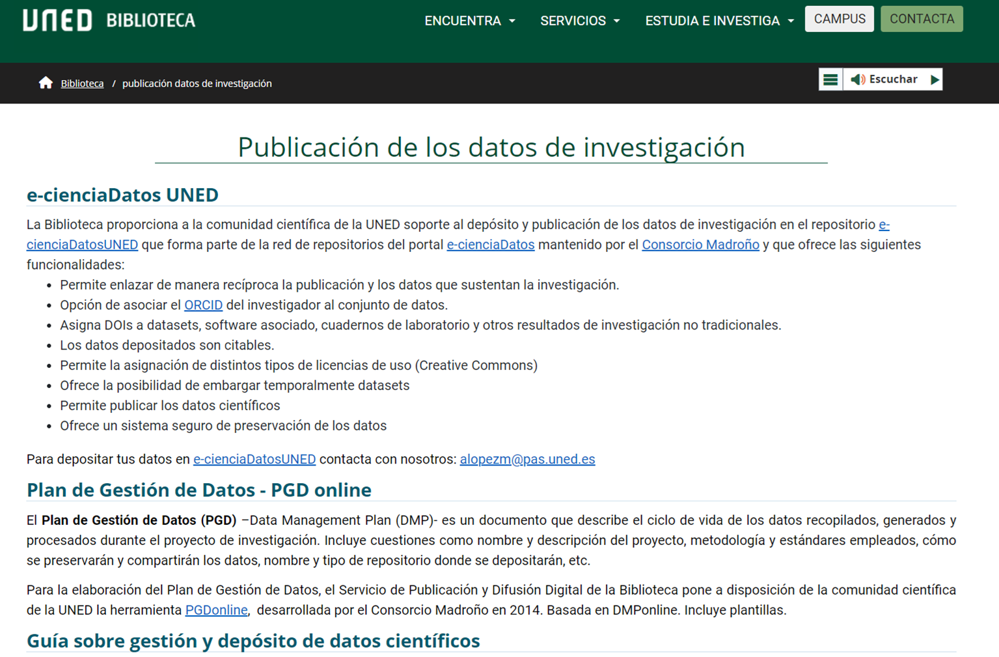 UNED BIBLIOTECA
ENCUENTRA SERVICIOS ESTUDIA E INVESTIGA CAMPUS CONTACTA
Biblioteca / publicación datos de investigación
Escuchar
Publicación de los datos de investigación
e-cienciaDatos UNED
La Biblioteca proporciona a la comunidad científica de la UNED soporte al depósito y publicación de los datos de investigación en el repositorio e-
cienciaDatosUNED que forma parte de la red de repositorios del portal e-cienciaDatos mantenido por el Consorcio Madroño y que ofrece las siguientes
funcionalidades:
• Permite enlazar de manera recíproca la publicación y los datos que sustentan la investigación.
• Opción de asociar el ORCID del investigador al conjunto de datos.
• Asigna DOIs a datasets, software asociado, cuadernos de laboratorio y otros resultados de investigación no tradicionales.
• Los datos depositados son citables.
• Permite la asignación de distintos tipos de licencias de uso (Creative Commons)
• Ofrece la posibilidad de embargar temporalmente datasets
• Permite publicar los datos científicos
• Ofrece un sistema seguro de preservación de los datos
Para depositar tus datos en e-cienciaDatosUNED contacta con nosotros: alopezm@pas.uned.es
Plan de Gestión de Datos - PGD online
El Plan de Gestión de Datos (PGD) –Data Management Plan (DMP)- es un documento que describe el ciclo de vida de los datos recopilados, generados y
procesados durante el proyecto de investigación. Incluye cuestiones como nombre y descripción del proyecto, metodología y estándares empleados, cómo
se preservarán y compartirán los datos, nombre y tipo de repositorio donde se depositarán, etc.
Para la elaboración del Plan de Gestión de Datos, el Servicio de Publicación y Difusión Digital de la Biblioteca pone a disposición de la comunidad científica
de la UNED la herramienta PGDonline, desarrollada por el Consorcio Madroño en 2014. Basada en DMPonline. Incluye plantillas.
Guía sobre gestión y depósito de datos científicos